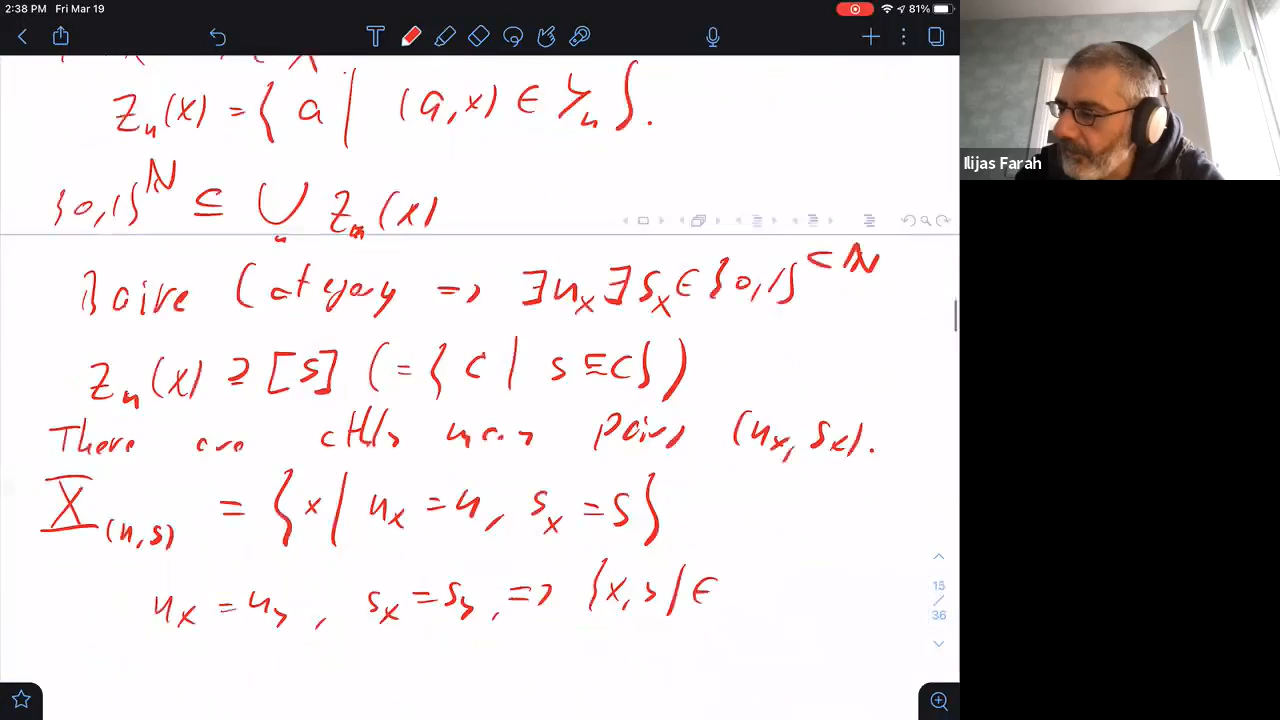 2:38 PM Fri Mar 19
81%
T
Z_n(x) = { a | (a,x) ∈ Y_n }.
{0,1}^ℕ ⊆ ⋃_n Z_n(x)
Baire Category => ∃n_x ∃s_x ∈ {0,1}^{<ℕ}
Z_n(x) ⊇ [s] (= { c | s ⊑ c})
There are ctbly many pairs (n_x, s_x).
X_(n,s) = { x | n_x = n, s_x = s }
n_x = n_y, s_x = s_y, => {x,y} ∈
15
/
36
Ilijas Farah